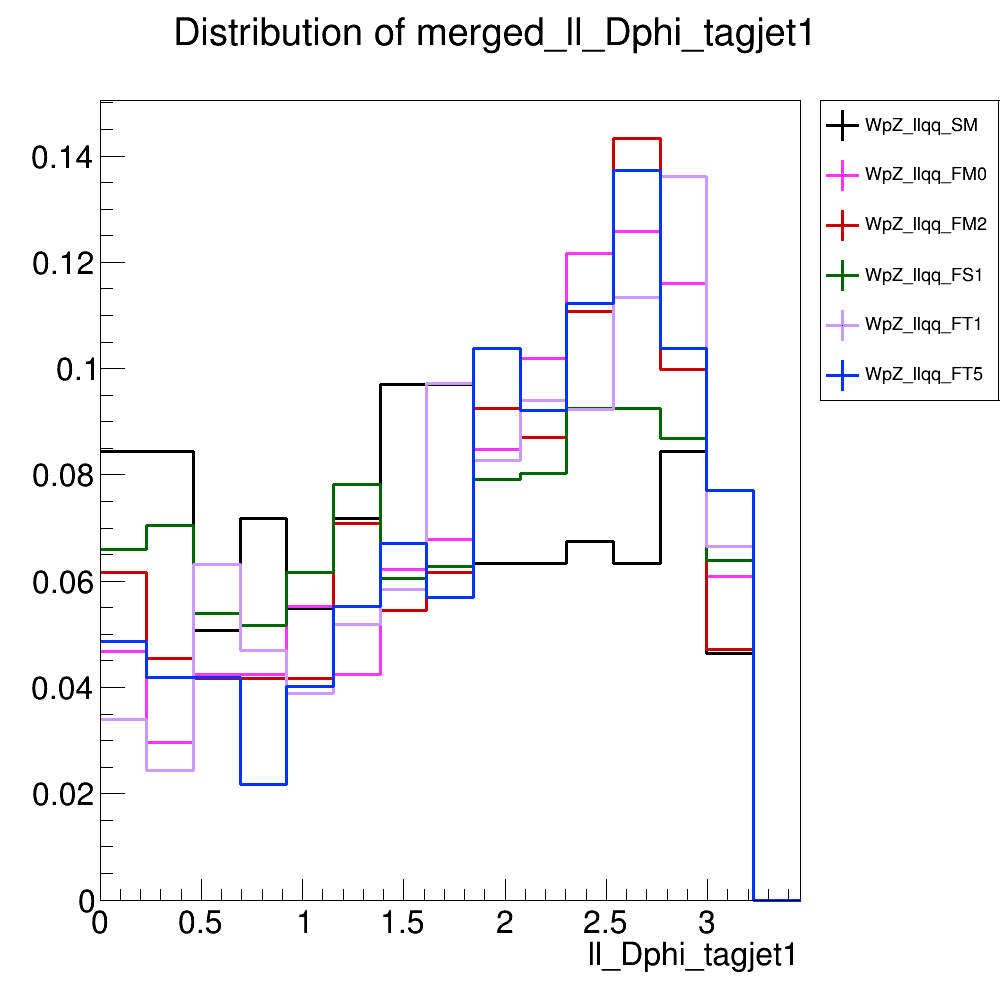 Distribution of merged_ll_Dphi_tagjet1
WpZ_llqq_SM
WpZ_llqq_FM0
WpZ_llqq_FM2
WpZ_llqq_FS1
WpZ_llqq_FT1
WpZ_llqq_FT5
0.14
0.12
0.1
0.08
0.06
0.04
0.02
0
0 0.5 1 1.5 2 2.5 3
ll_Dphi_tagjet1